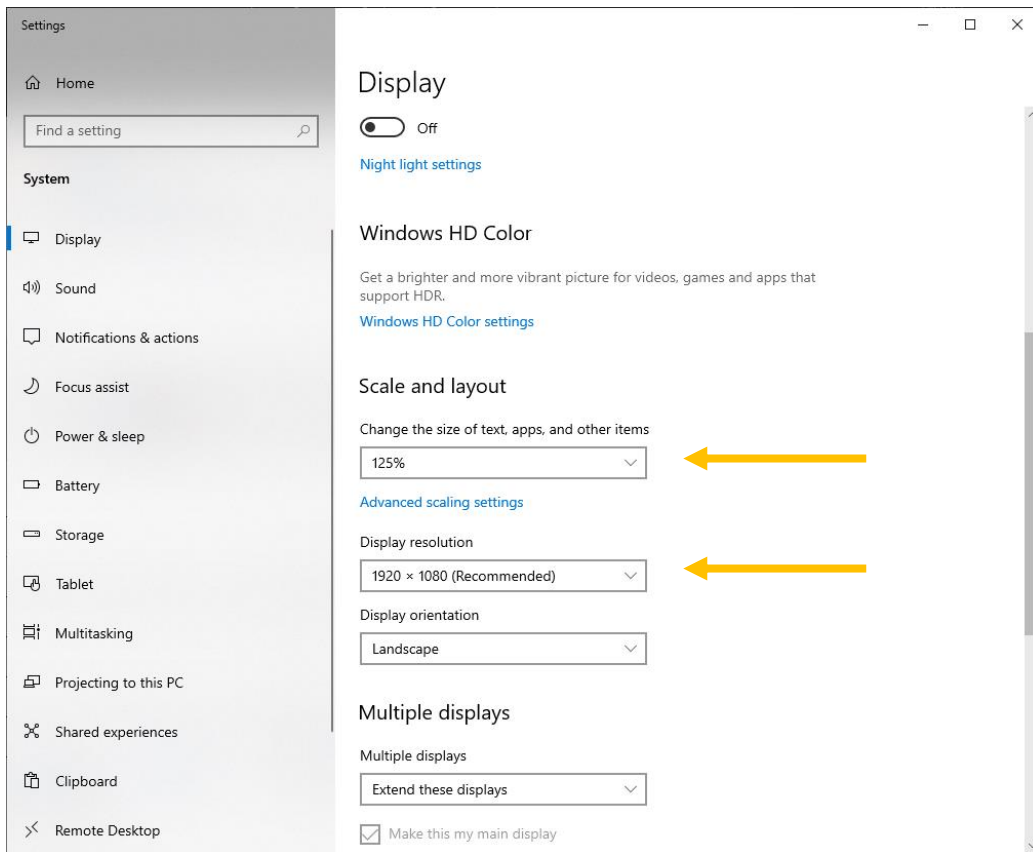 Settings
Home
Find a setting
System
Display
Sound
Notifications & actions
Focus assist
Power & sleep
Battery
Storage
Tablet
Multitasking
Projecting to this PC
Shared experiences
Clipboard
Remote Desktop
Display
Off
Night light settings
Windows HD Color
Get a brighter and more vibrant picture for videos, games and apps that
support HDR.
Windows HD Color settings
Scale and layout
Change the size of text, apps, and other items
125%
Advanced scaling settings
Display resolution
1920 × 1080 (Recommended)
Display orientation
Landscape
Multiple displays
Multiple displays
Extend these displays
Make this my main display